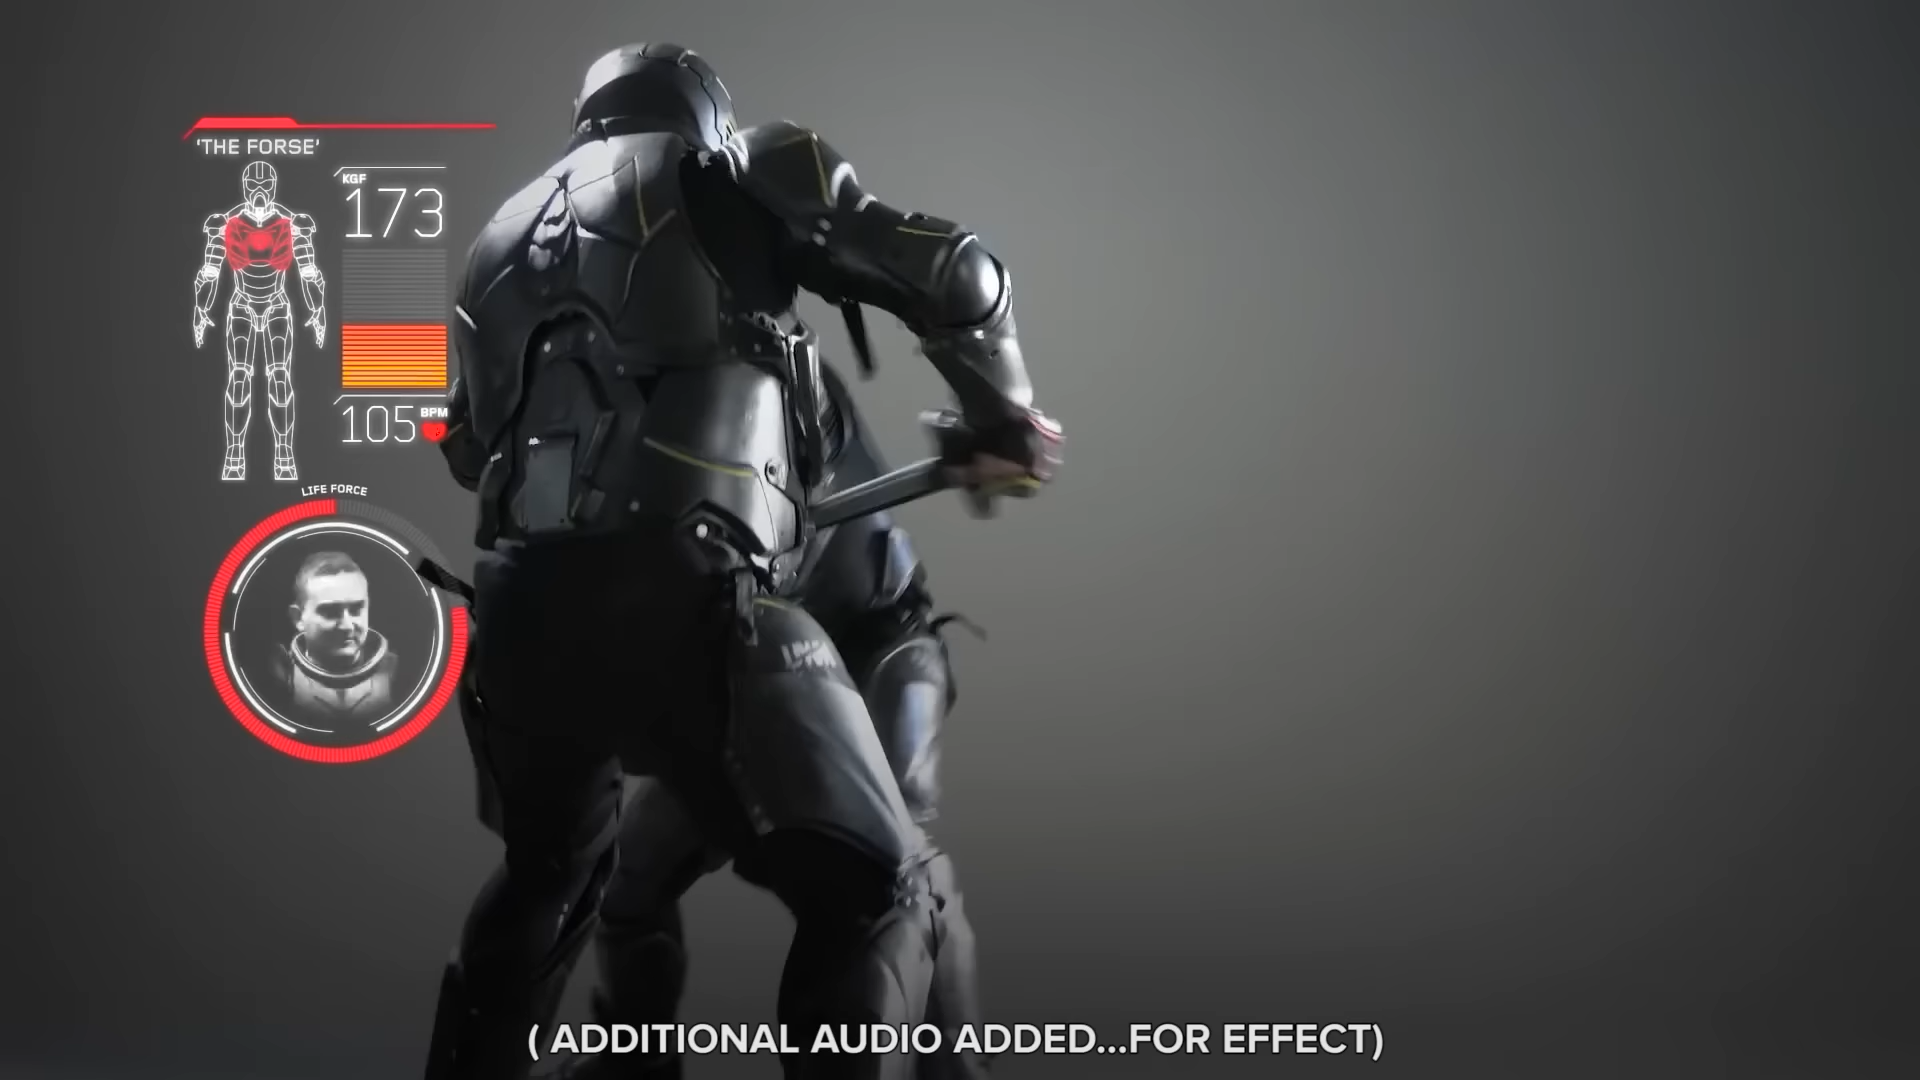 'THE FORSE'
KGF
173
105 BPM
LIFE FORCE
( ADDITIONAL AUDIO ADDED...FOR EFFECT)